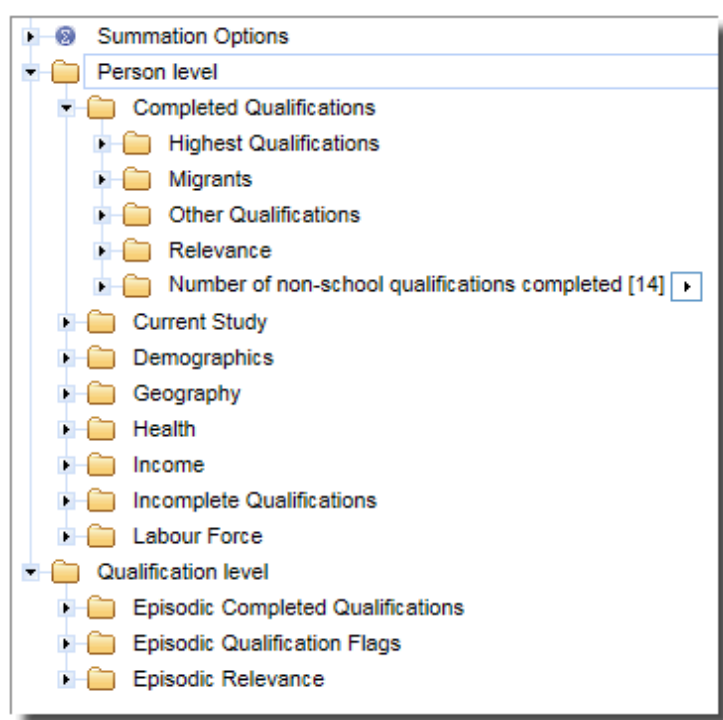 Summation Options
Person level
Completed Qualifications
Highest Qualifications
Migrants
Other Qualifications
Relevance
Number of non-school qualifications completed [14]
Current Study
Demographics
Geography
Health
Income
Incomplete Qualifications
Labour Force
Qualification level
Episodic Completed Qualifications
Episodic Qualification Flags
Episodic Relevance